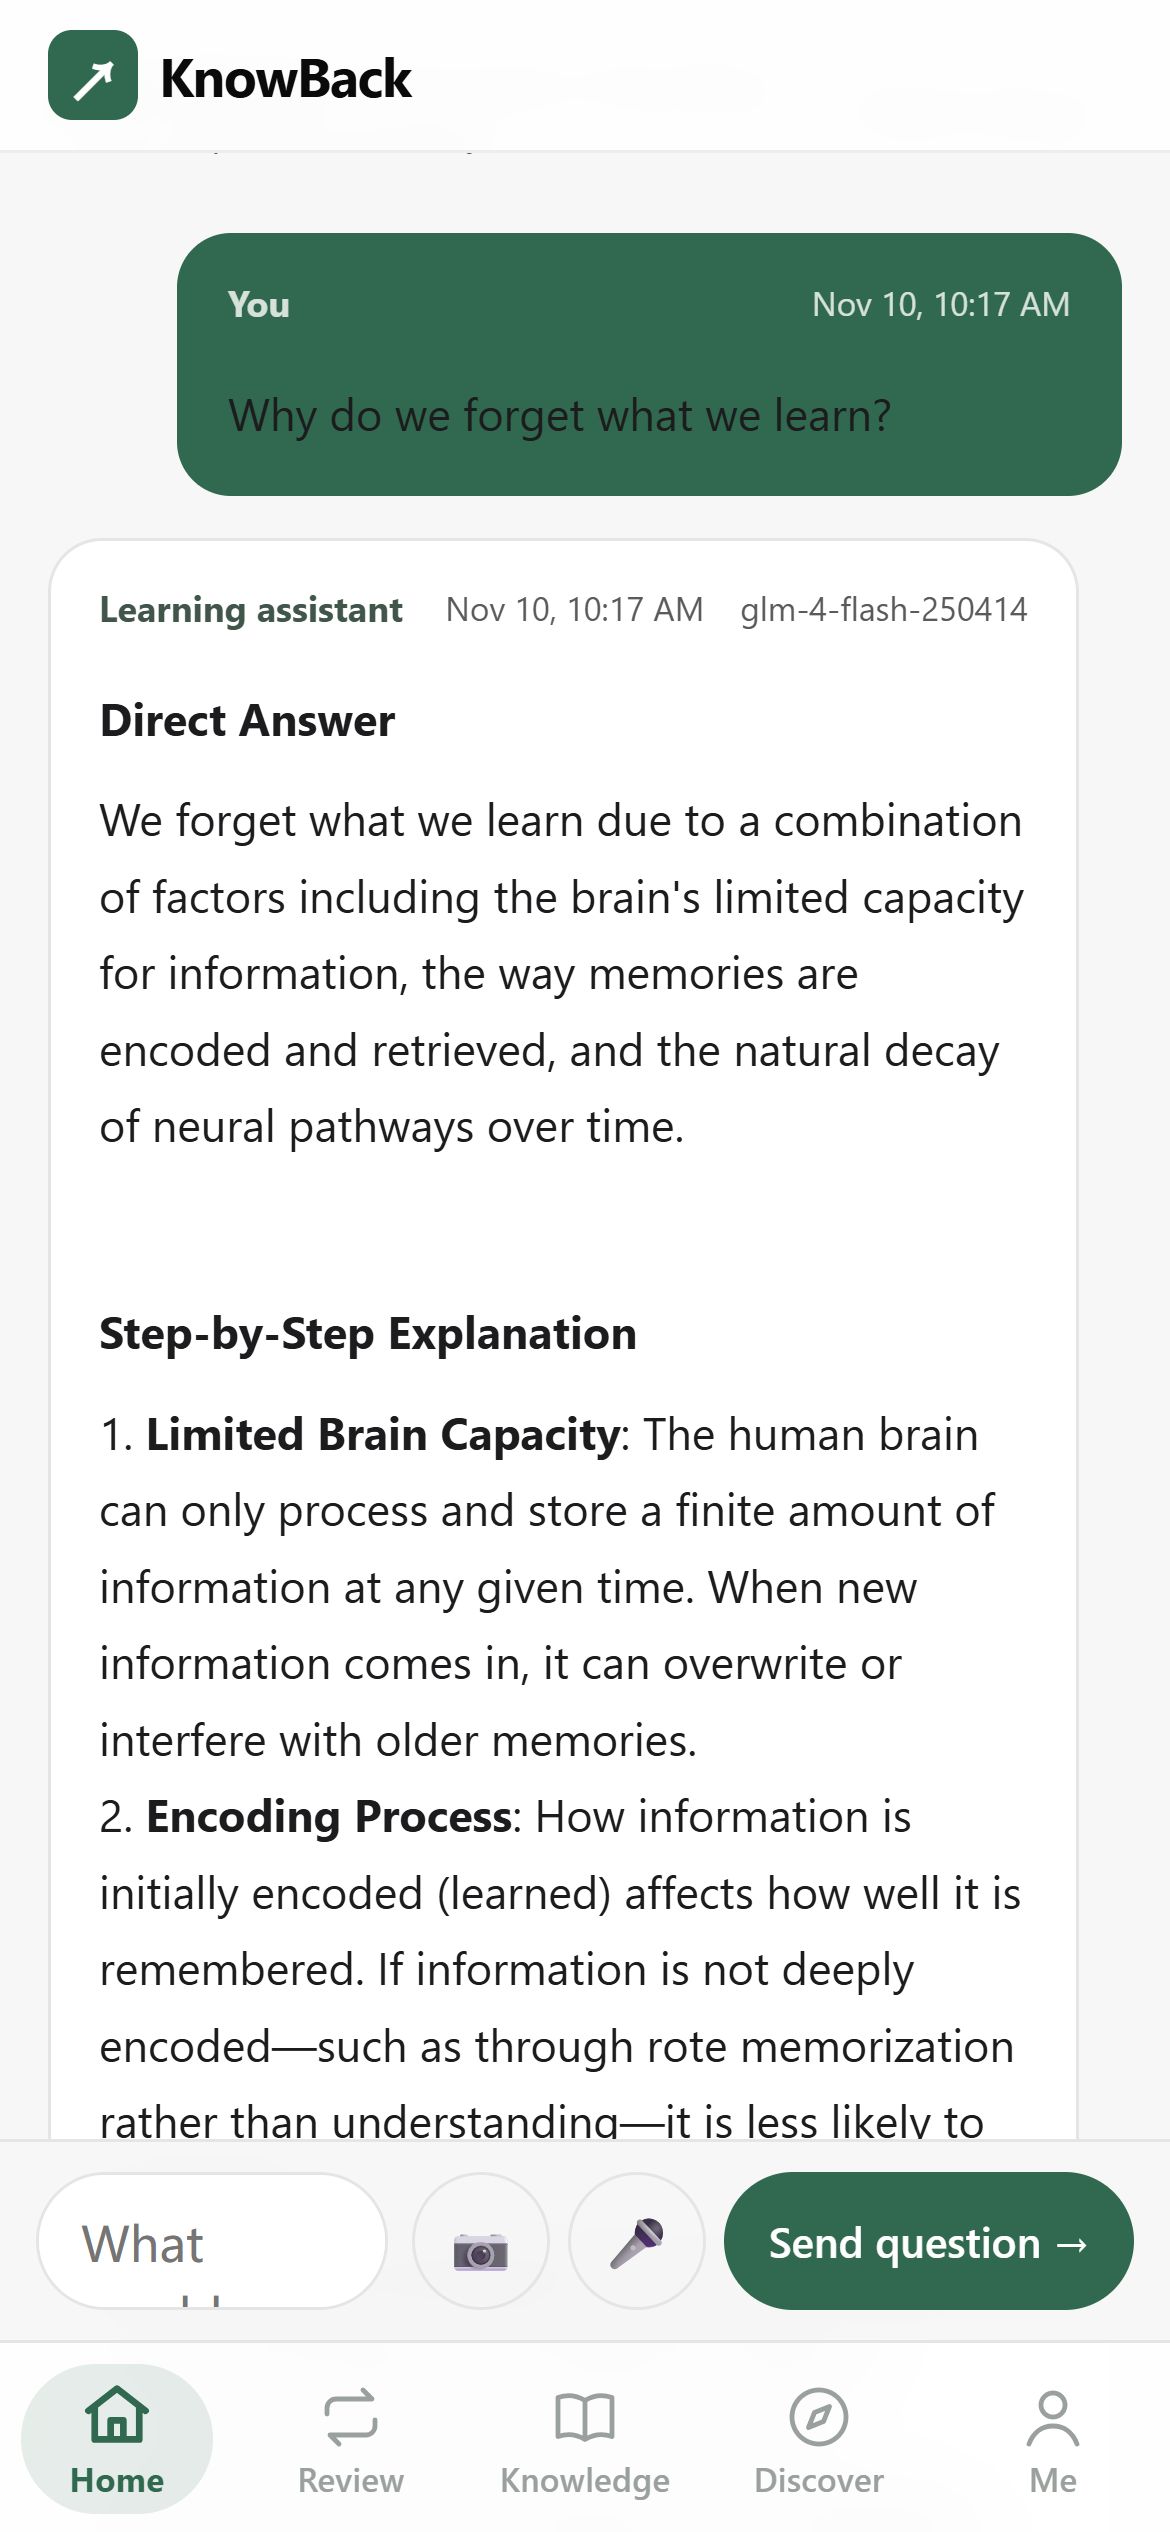 KnowBack
You Nov 10, 10:17 AM
Why do we forget what we learn?
Learning assistant Nov 10, 10:17 AM glm-4-flash-250414
Direct Answer
We forget what we learn due to a combination
of factors including the brain's limited capacity
for information, the way memories are
encoded and retrieved, and the natural decay
of neural pathways over time.
Step-by-Step Explanation
1. Limited Brain Capacity: The human brain
can only process and store a finite amount of
information at any given time. When new
information comes in, it can overwrite or
interfere with older memories.
2. Encoding Process: How information is
initially encoded (learned) affects how well it is
remembered. If information is not deeply
encoded—such as through rote memorization
rather than understanding—it is less likely to
What
Send question →
Home Review Knowledge Discover Me